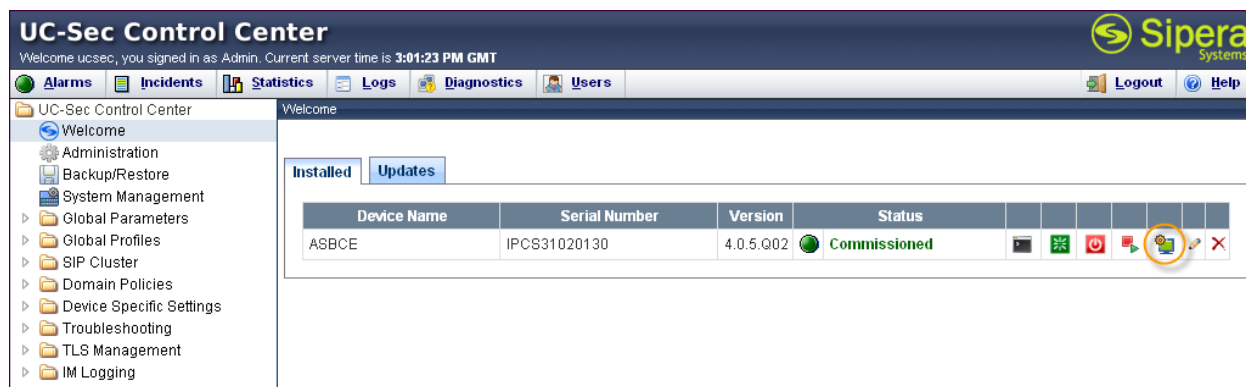 UC-Sec Control Center
Welcome ucsec, you signed in as Admin. Current server time is 3:01:23 PM GMT
Sipera
Systems
Alarms Incidents Statistics Logs Diagnostics Users Logout Help
UC-Sec Control Center
Welcome
Administration
Backup/Restore
System Management
Global Parameters
Global Profiles
SIP Cluster
Domain Policies
Device Specific Settings
Troubleshooting
TLS Management
IM Logging
Welcome
Installed Updates
Device Name Serial Number Version Status
ASBCE IPCS31020130 4.0.5.Q02 Commissioned